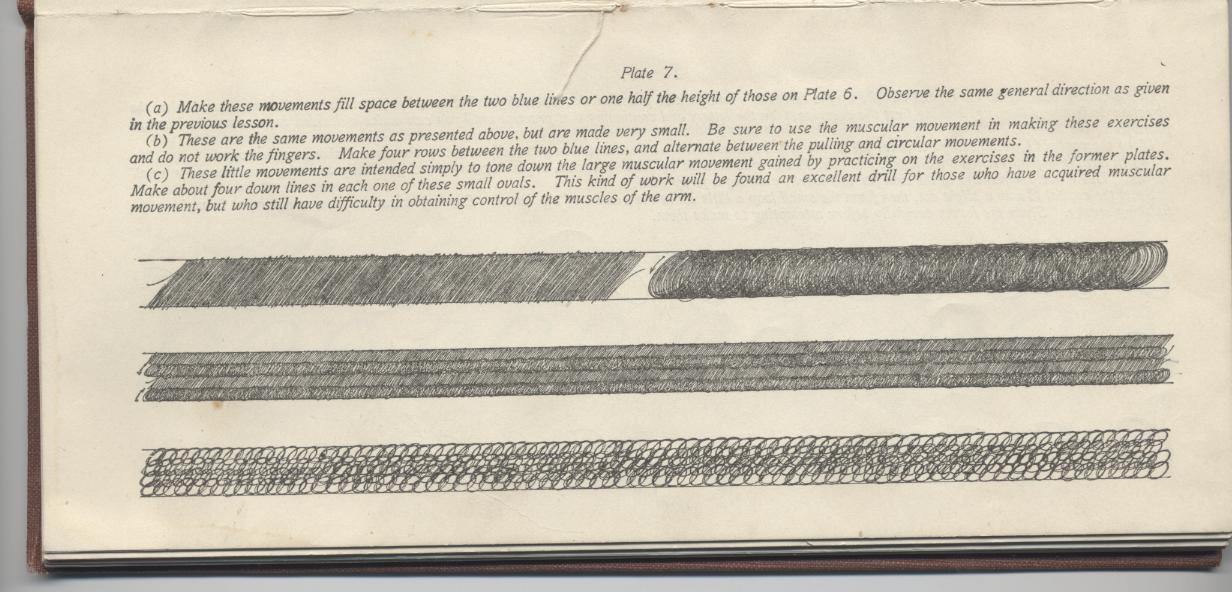 Plate 7.
(a) Make these movements fill space between the two blue lines or one half the height of those on Plate 6. Observe the same general direction as given
in the previous lesson.
(b) These are the same movements as presented above, but are made very small. Be sure to use the muscular movement in making these exercises
and do not work the fingers. Make four rows between the two blue lines, and alternate between the pulling and circular movements.
(c) These little movements are intended simply to tone down the large muscular movement gained by practicing on the exercises in the former plates.
Make about four down lines in each one of these small ovals. This kind of work will be found an excellent drill for those who have acquired muscular
movement, but who still have difficulty in obtaining control of the muscles of the arm.